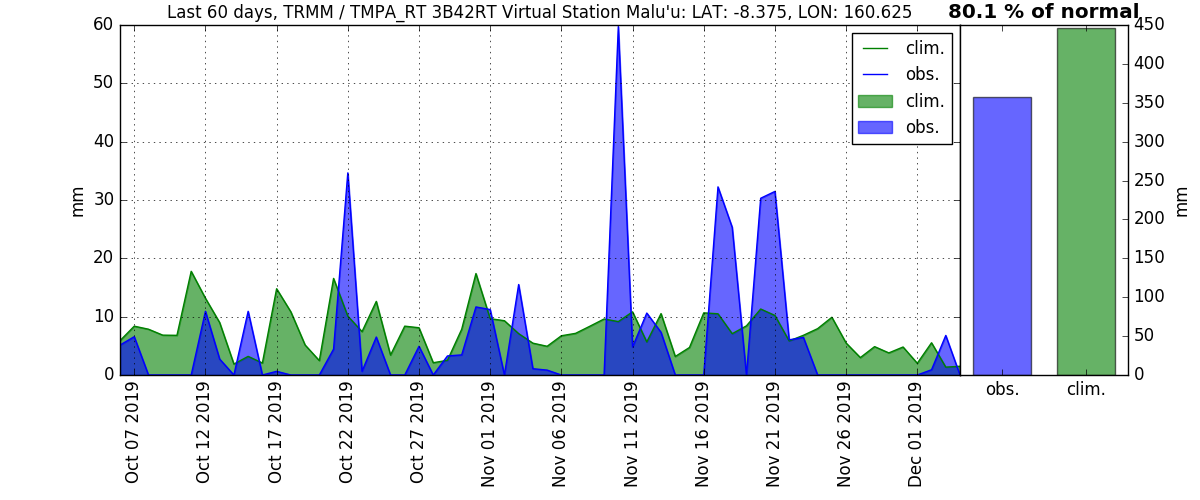 Last 60 days, TRMM / TMPA_RT 3B42RT Virtual Station Malu'u: LAT: -8.375, LON: 160.625
80.1 % of normal
60
50
40
30
20
10
0
mm
clim.
obs.
clim.
obs.
Oct 07 2019
Oct 12 2019
Oct 17 2019
Oct 22 2019
Oct 27 2019
Nov 01 2019
Nov 06 2019
Nov 11 2019
Nov 16 2019
Nov 21 2019
Nov 26 2019
Dec 01 2019
450
400
350
300
250
200
150
100
50
0
mm
obs.
clim.